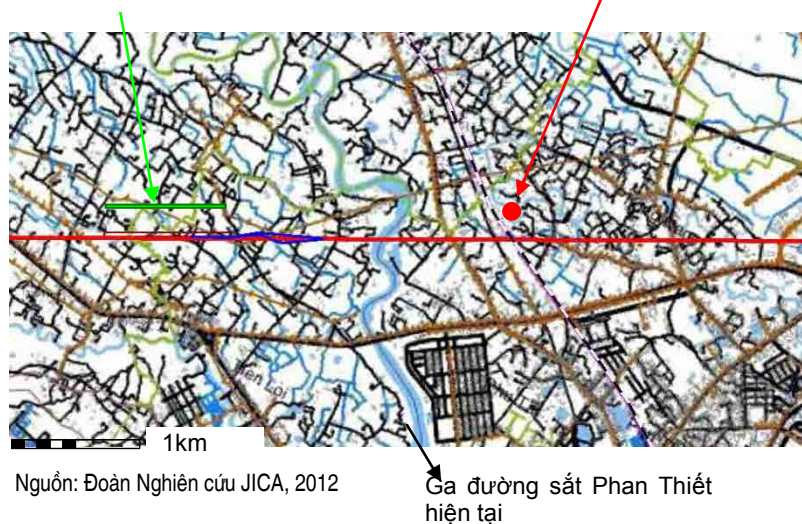 1km
Nguồn: Đoàn Nghiên cứu JICA, 2012
Ga đường sắt Phan Thiết
hiện tại